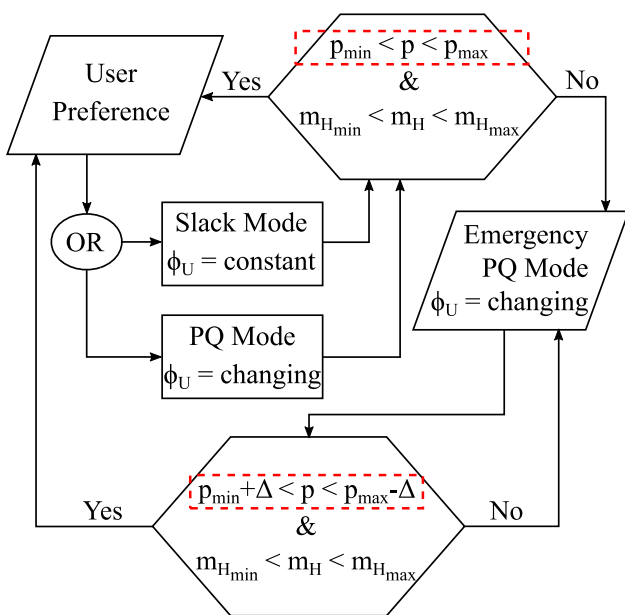 p_min < p < p_max
&
m_H_min < m_H < m_H_max
Yes
No
User
Preference
OR
Slack Mode
ϕ_U = constant
PQ Mode
ϕ_U = changing
Emergency
PQ Mode
ϕ_U = changing
p_min+Δ < p < p_max-Δ
&
m_H_min < m_H < m_H_max
Yes
No